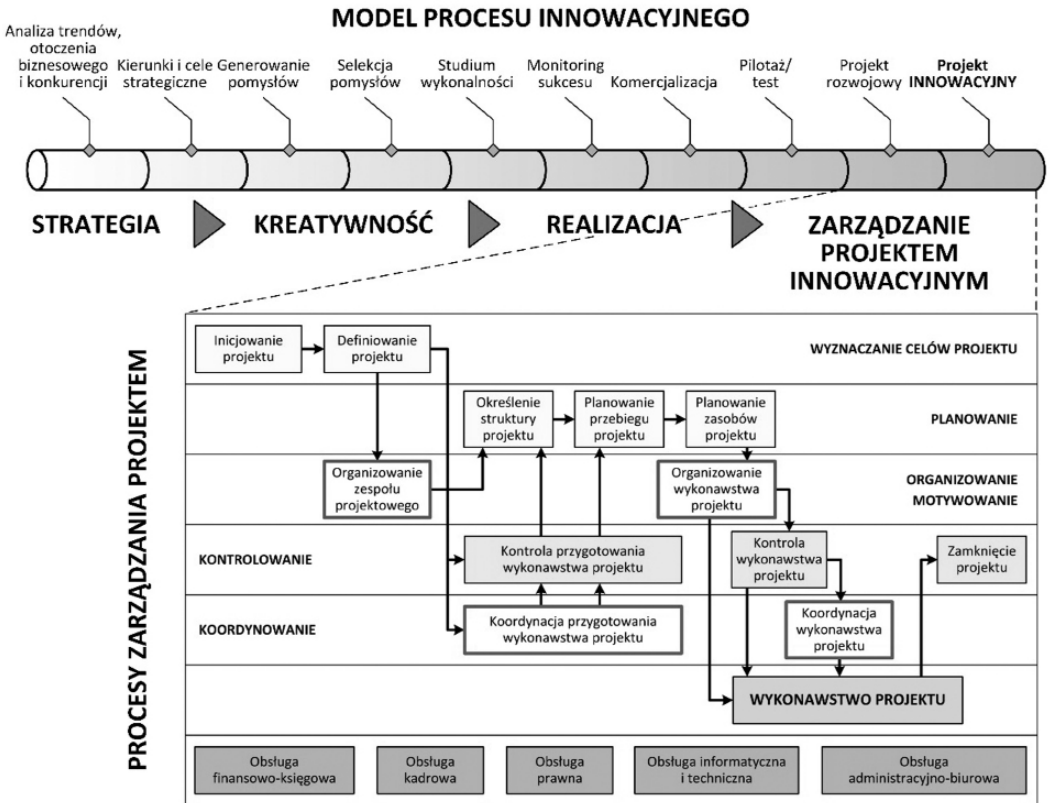 MODEL PROCESU INNOWACYJNEGO
Analiza trendów,
otoczenia
biznesowego
i konkurencji
Kierunki i cele
strategiczne
Generowanie
pomysłów
Selekcja
pomysłów
Studium
wykonalności
Monitoring
sukcesu
Komercjalizacja
Pilotaż/
test
Projekt
rozwojowy
Projekt
INNOWACYJNY
STRATEGIA
KREATYWNOŚĆ
REALIZACJA
ZARZĄDZANIE
PROJEKTEM
INNOWACYJNYM
PROCESY ZARZĄDZANIA PROJEKTEM
Inicjowanie
projektu
Definiowanie
projektu
WYZNACZANIE CELÓW PROJEKTU
Określenie
struktury
projektu
Planowanie
przebiegu
projektu
Planowanie
zasobów
projektu
PLANOWANIE
Organizowanie
zespołu
projektowego
Organizowanie
wykonawstwa
projektu
ORGANIZOWANIE
MOTYWOWANIE
KONTROLOWANIE
Kontrola przygotowania
wykonawstwa projektu
Kontrola
wykonawstwa
projektu
Zamknięcie
projektu
KOORDYNOWANIE
Koordynacja przygotowania
wykonawstwa projektu
Koordynacja
wykonawstwa
projektu
WYKONAWSTWO PROJEKTU
Obsługa
finansowo-księgowa
Obsługa
kadrowa
Obsługa
prawna
Obsługa informatyczna
i techniczna
Obsługa
administracyjno-biurowa